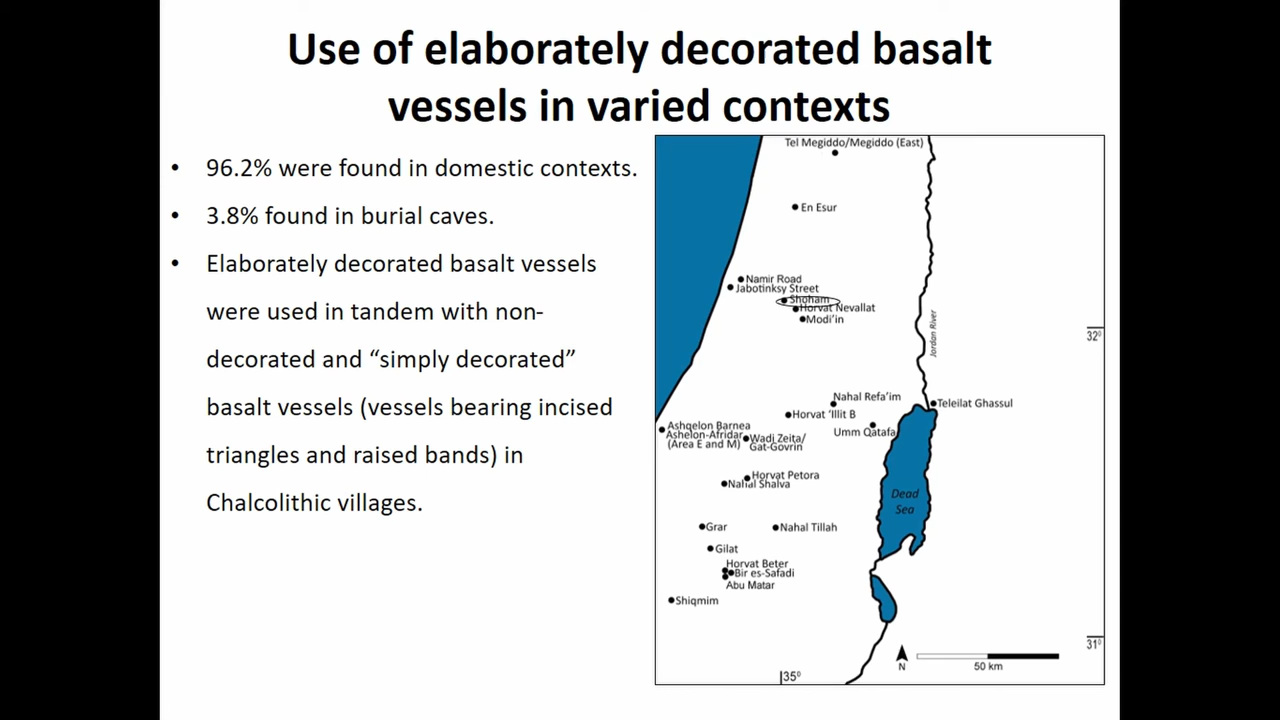 Use of elaborately decorated basalt
vessels in varied contexts
• 96.2% were found in domestic contexts.
• 3.8% found in burial caves.
• Elaborately decorated basalt vessels
were used in tandem with non-
decorated and “simply decorated”
basalt vessels (vessels bearing incised
triangles and raised bands) in
Chalcolithic villages.
Tel Megiddo/Megiddo (East)
En Esur
Namir Road
Jabotinksy Street
Shoham
Horvat Nevallat
Modi’in
32⁰
Jordan River
Nahal Refa’im
Teleilat Ghassul
Horvat ‘Illit B
Umm Qatafa
Ashqelon Barnea
Ashelon-Afridar
(Area E and M)
Wadi Zeita/
Gat-Govrin
Horvat Petora
Nahal Shalva
Dead
Sea
Grar
Nahal Tillah
Gilat
Horvat Beter
Bir es-Safadi
Abu Matar
Shiqmim
31⁰
N
50 km
35⁰